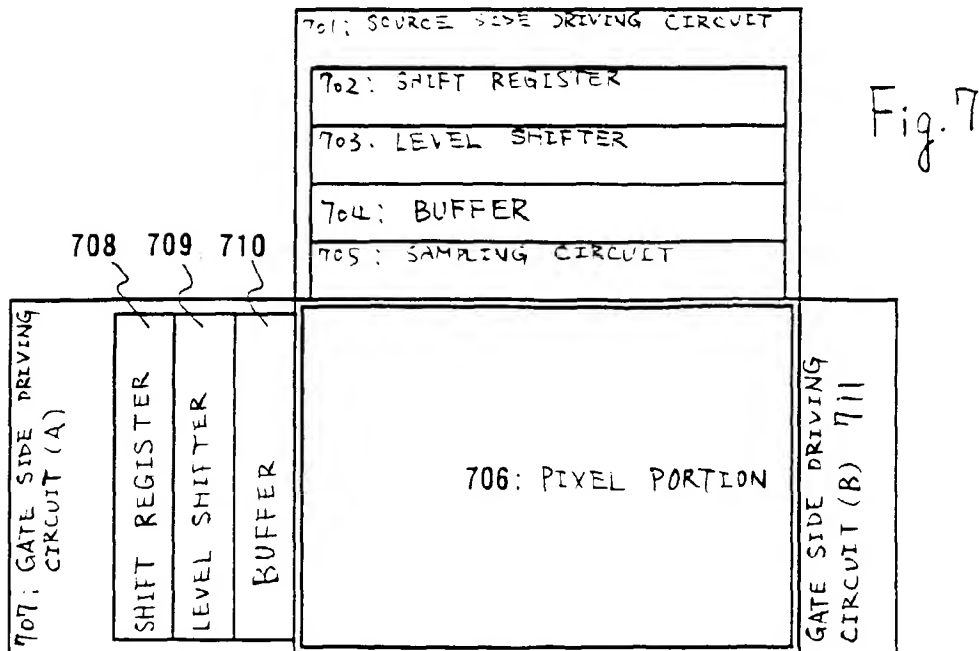 701: SOURCE SIDE DRIVING CIRCUIT
702: SHIFT REGISTER
703. LEVEL SHIFTER
704: BUFFER
705: SAMPLING CIRCUIT
Fig. 7
708 709 710
707: GATE SIDE DRIVING
CIRCUIT (A)
SHIFT REGISTER
LEVEL SHIFTER
BUFFER
706: PIXEL PORTION
GATE SIDE DRIVING
CIRCUIT (B) 711